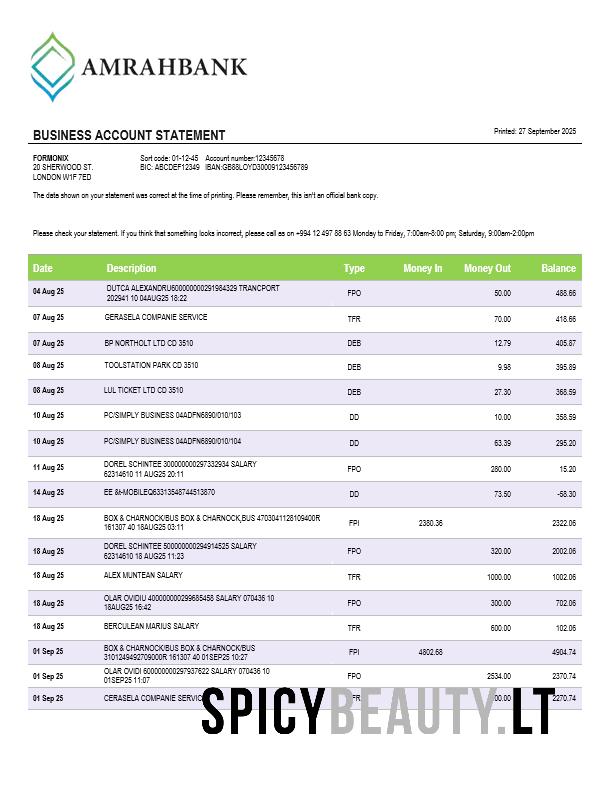 AMRAHBANK
BUSINESS ACCOUNT STATEMENT
Printed: 27 September 2025
FORMONIX
20 SHERWOOD ST.
LONDON W1F 7ED
Sort code: 01-12-45 Account number:12345678
BIC: ABCDEF12349 IBAN:GB86LOYD30009123456789
The data shown on your statement was correct at the time of printing. Please remember, this isn't an official bank copy.
Please check your statement. If you think that something looks incorrect, please call as on +994 12 497 88 63 Monday to Friday, 7:00am-8:00 pm; Saturday, 9:00am-2:00pm
Date Description Type Money In Money Out Balance
04 Aug 25 DUTCA ALEXANDRU600000000291984329 TRANCPORT
202941 10 04AUG25 18:22 FPO 50.00 488.66
07 Aug 25 GERASELA COMPANIE SERVICE TFR 70.00 418.66
07 Aug 25 BP NORTHOLT LTD CD 3510 DEB 12.79 405.87
08 Aug 25 TOOLSTATION PARK CD 3510 DEB 9.98 395.89
08 Aug 25 LUL TICKET LTD CD 3510 DEB 27.30 368.59
10 Aug 25 PC/SIMPLY BUSINESS 04ADFN6890/010/103 DD 10.00 358.59
10 Aug 25 PC/SIMPLY BUSINESS 04ADFN6890/010/104 DD 63.39 295.20
11 Aug 25 DOREL SCHINTEE 300000000297332934 SALARY
62314610 11 AUG25 20:11 FPO 280.00 15.20
14 Aug 25 EE &t-MOBILEQ63313548744513870 DD 73.50 -58.30
18 Aug 25 BOX & CHARNOCK/BUS BOX & CHARNOCK,BUS 4703041128109400R
161307 40 18AUG25 03:11 FPI 2380.36 2322.06
18 Aug 25 DOREL SCHINTEE 500000000294914525 SALARY
62314610 18 AUG25 11:23 FPO 320.00 2002.06
18 Aug 25 ALEX MUNTEAN SALARY TFR 1000.00 1002.06
18 Aug 25 OLAR OVIDIU 400000000299685458 SALARY 070436 10
18AUG25 16:42 FPO 300.00 702.06
18 Aug 25 BERCULEAN MARIUS SALARY TFR 600.00 102.06
01 Sep 25 BOX & CHARNOCK/BUS BOX & CHARNOCK/BUS
3101249492709000R 161307 40 01SEP25 10:27 FPI 4802.68 4904.74
01 Sep 25 OLAR OVIDI 600000000297937622 SALARY 070436 10
01SEP25 11:07 FPO 2534.00 2370.74
01 Sep 25 CERASELA COMPANIE 2270.74
SPICYBEAUTY.LT